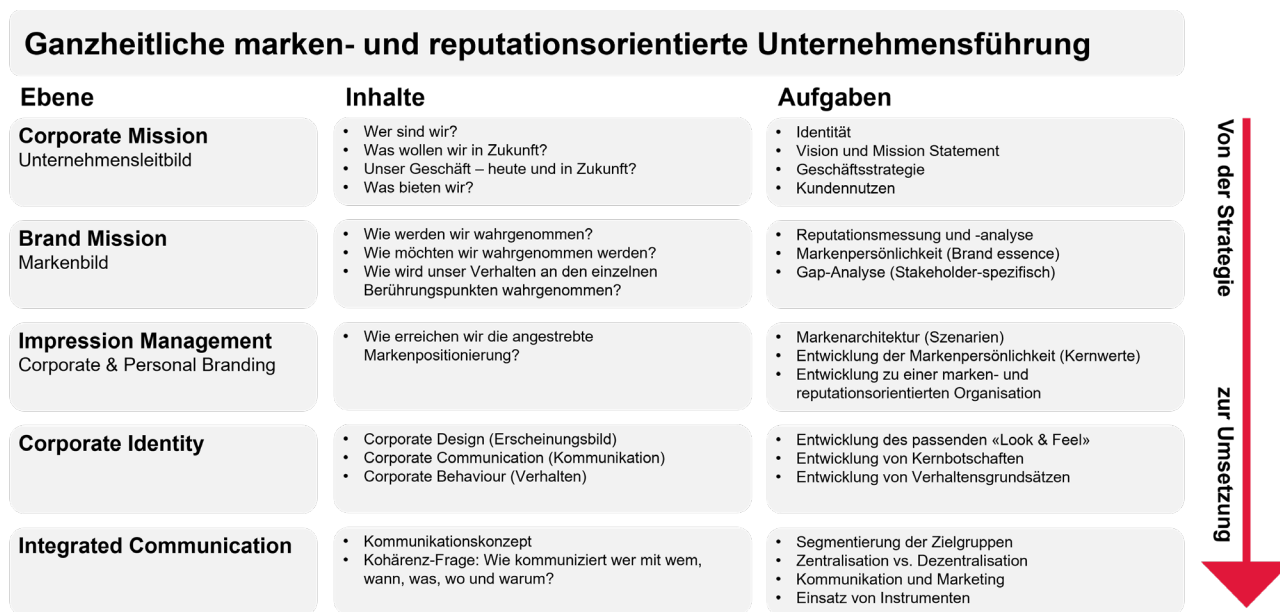 Ganzheitliche marken- und reputationsorientierte Unternehmensführung
Ebene
Inhalte
Aufgaben
Corporate Mission
Unternehmensleitbild
• Wer sind wir?
• Was wollen wir in Zukunft?
• Unser Geschäft – heute und in Zukunft?
• Was bieten wir?
• Identität
• Vision und Mission Statement
• Geschäftsstrategie
• Kundennutzen
Brand Mission
Markenbild
• Wie werden wir wahrgenommen?
• Wie möchten wir wahrgenommen werden?
• Wie wird unser Verhalten an den einzelnen
Berührungspunkten wahrgenommen?
• Reputationsmessung und -analyse
• Markenpersönlichkeit (Brand essence)
• Gap-Analyse (Stakeholder-spezifisch)
Impression Management
Corporate & Personal Branding
• Wie erreichen wir die angestrebte
Markenpositionierung?
• Markenarchitektur (Szenarien)
• Entwicklung der Markenpersönlichkeit (Kernwerte)
• Entwicklung zu einer marken- und
reputationsorientierten Organisation
Corporate Identity
• Corporate Design (Erscheinungsbild)
• Corporate Communication (Kommunikation)
• Corporate Behaviour (Verhalten)
• Entwicklung des passenden «Look & Feel»
• Entwicklung von Kernbotschaften
• Entwicklung von Verhaltensgrundsätzen
Integrated Communication
• Kommunikationskonzept
• Kohärenz-Frage: Wie kommuniziert wer mit wem,
wann, was, wo und warum?
• Segmentierung der Zielgruppen
• Zentralisation vs. Dezentralisation
• Kommunikation und Marketing
• Einsatz von Instrumenten
Von der Strategie
zur Umsetzung